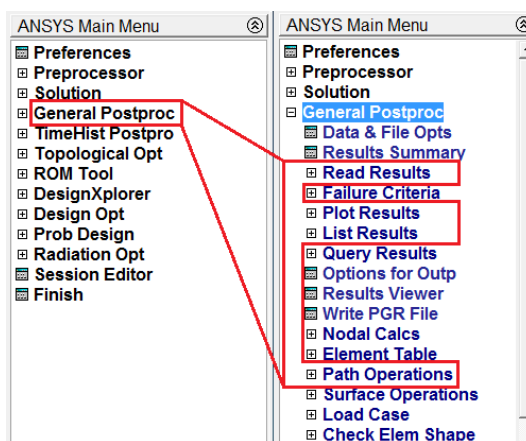 ANSYS Main Menu
Preferences
Preprocessor
Solution
General Postproc
TimeHist Postpro
Topological Opt
ROM Tool
DesignXplorer
Design Opt
Prob Design
Radiation Opt
Session Editor
Finish
ANSYS Main Menu
Preferences
Preprocessor
Solution
General Postproc
Data & File Opts
Results Summary
Read Results
Failure Criteria
Plot Results
List Results
Query Results
Options for Outp
Results Viewer
Write PGR File
Nodal Calcs
Element Table
Path Operations
Surface Operations
Load Case
Check Elem Shape